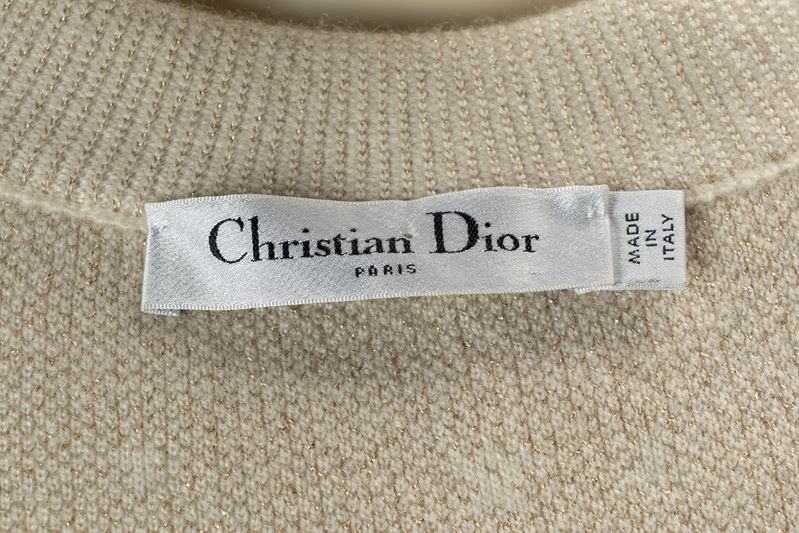 Christian Dior
PARIS
MADE
IN
ITALY